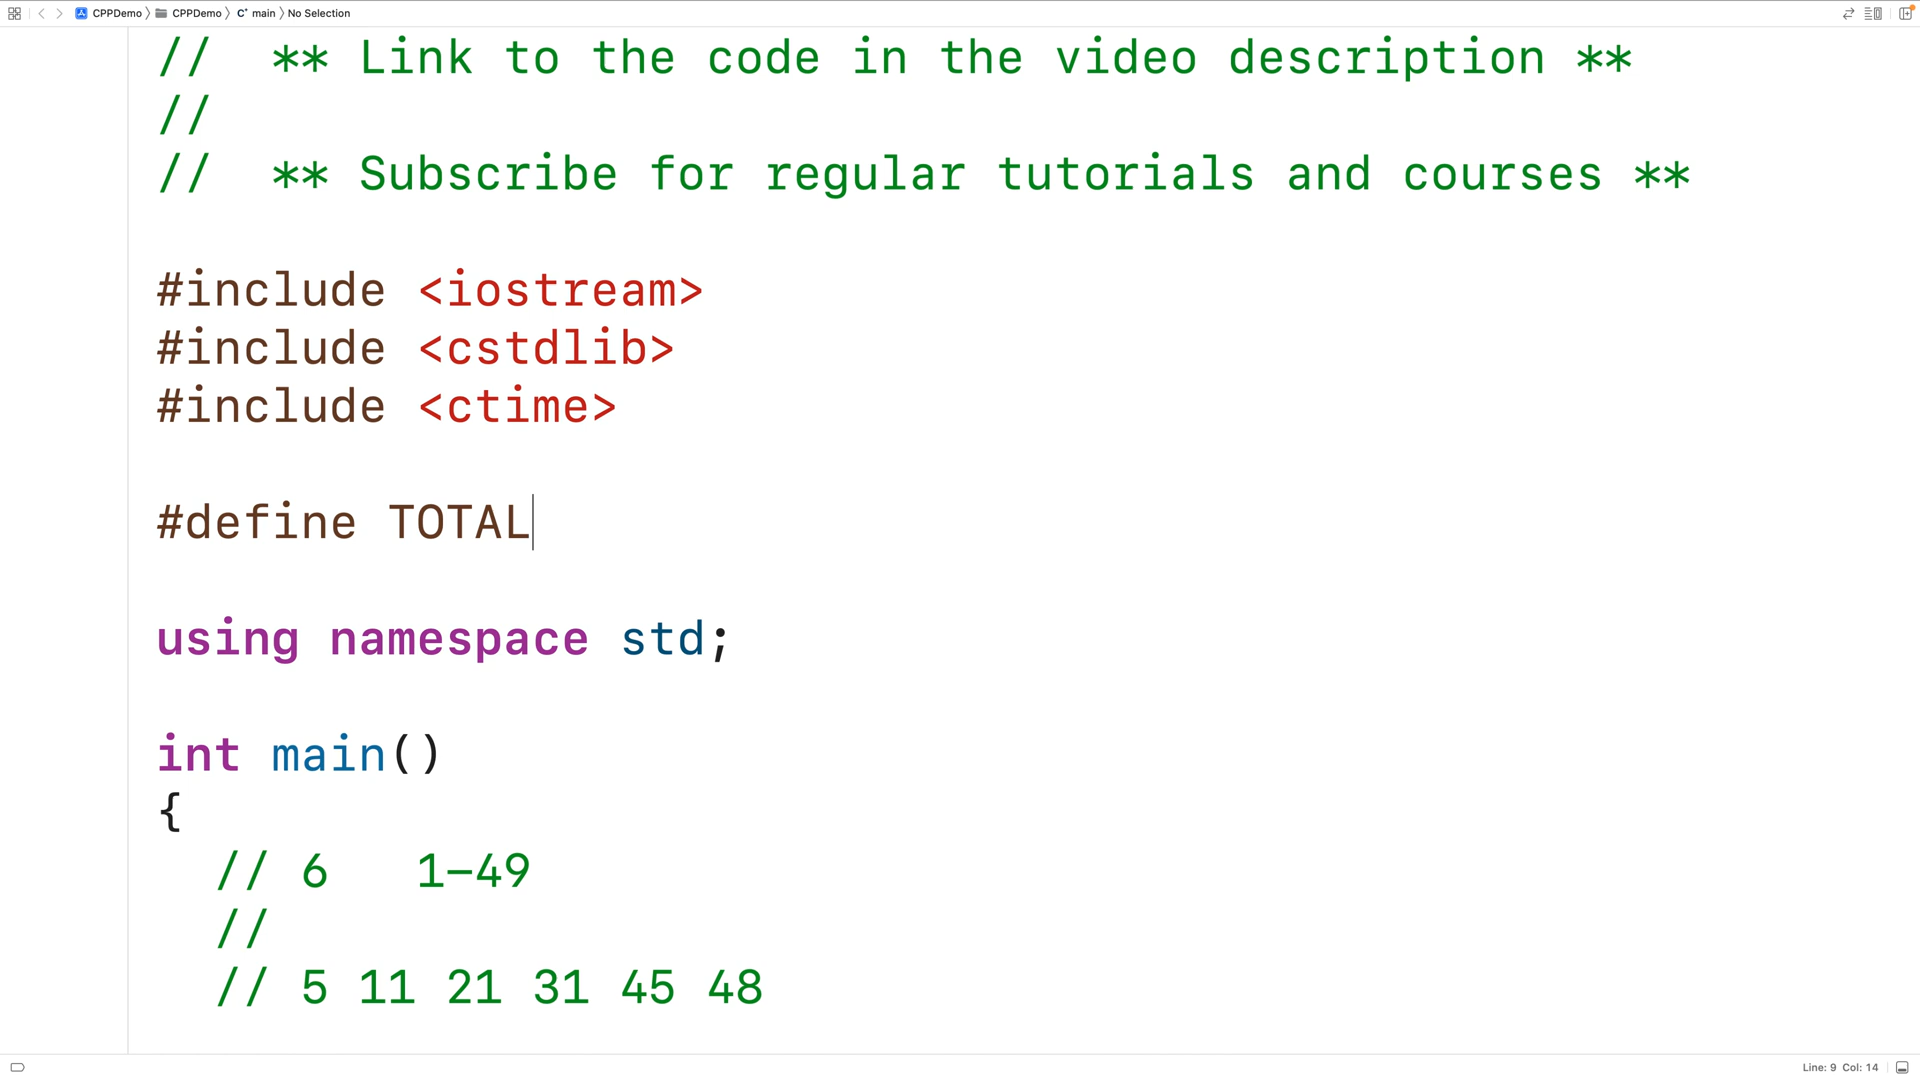 CPPDemo 〉 CPPDemo 〉 C⁺ main 〉 No Selection
//  ** Link to the code in the video description **
//
//  ** Subscribe for regular tutorials and courses **
#include <iostream>
#include <cstdlib>
#include <ctime>
#define TOTAL
using namespace std;
int main()
{
// 6   1-49
//
// 5 11 21 31 45 48
Line: 9  Col: 14